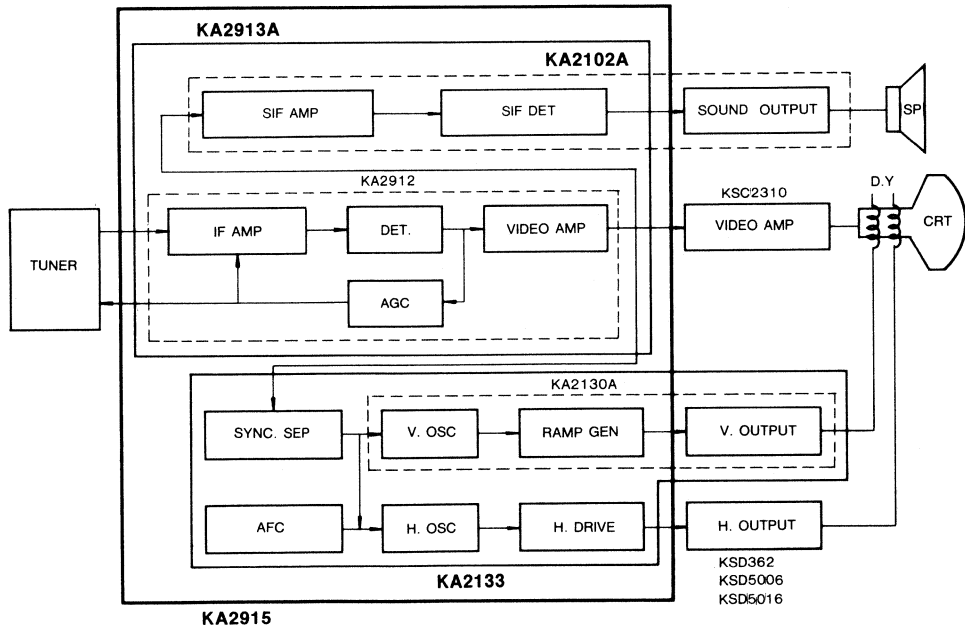 KA2913A
KA2102A
SIF AMP
SIF DET
SOUND OUTPUT
SP
KA2912
KSC2310
D.Y
TUNER
IF AMP
DET.
VIDEO AMP
VIDEO AMP
CRT
AGC
KA2130A
SYNC. SEP
V. OSC
RAMP GEN
V. OUTPUT
AFC
H. OSC
H. DRIVE
H. OUTPUT
KA2133
KSD362
KSD5006
KSD5016
KA2915